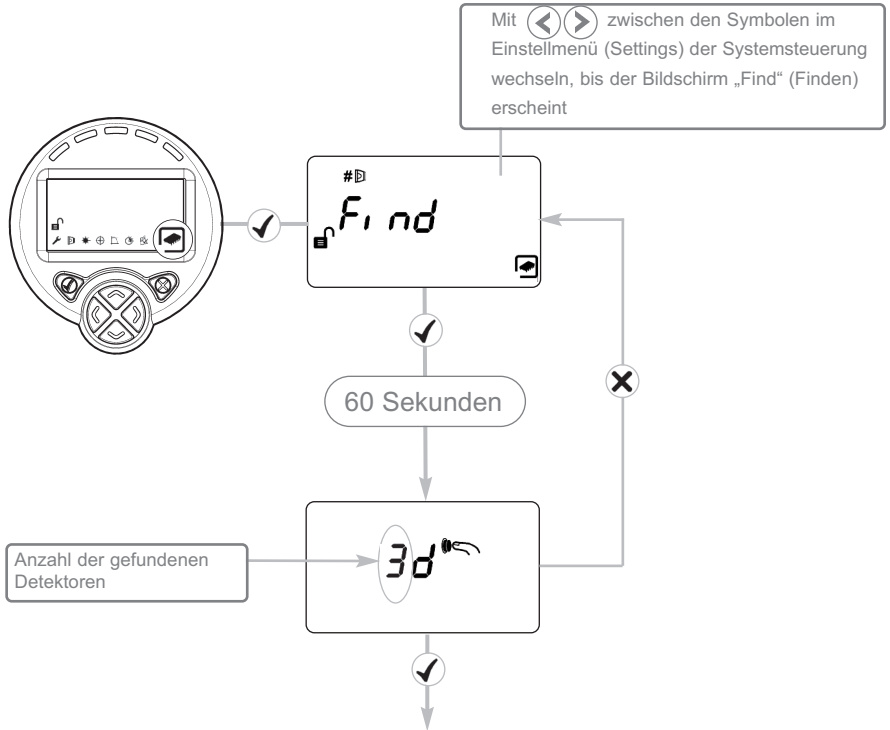 Mit zwischen den Symbolen im
Einstellmenü (Settings) der Systemsteuerung
wechseln, bis der Bildschirm „Find“ (Finden)
erscheint
#
Find
60 Sekunden
3d
Anzahl der gefundenen
Detektoren